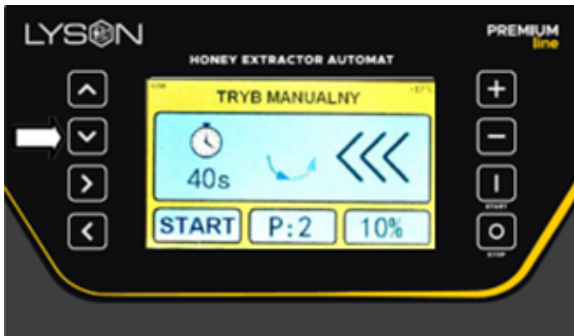 LYSON
PREMIUM
line
HONEY EXTRACTOR AUTOMAT
TRYB MANUALNY
40s
START P:2 10%
START
STOP